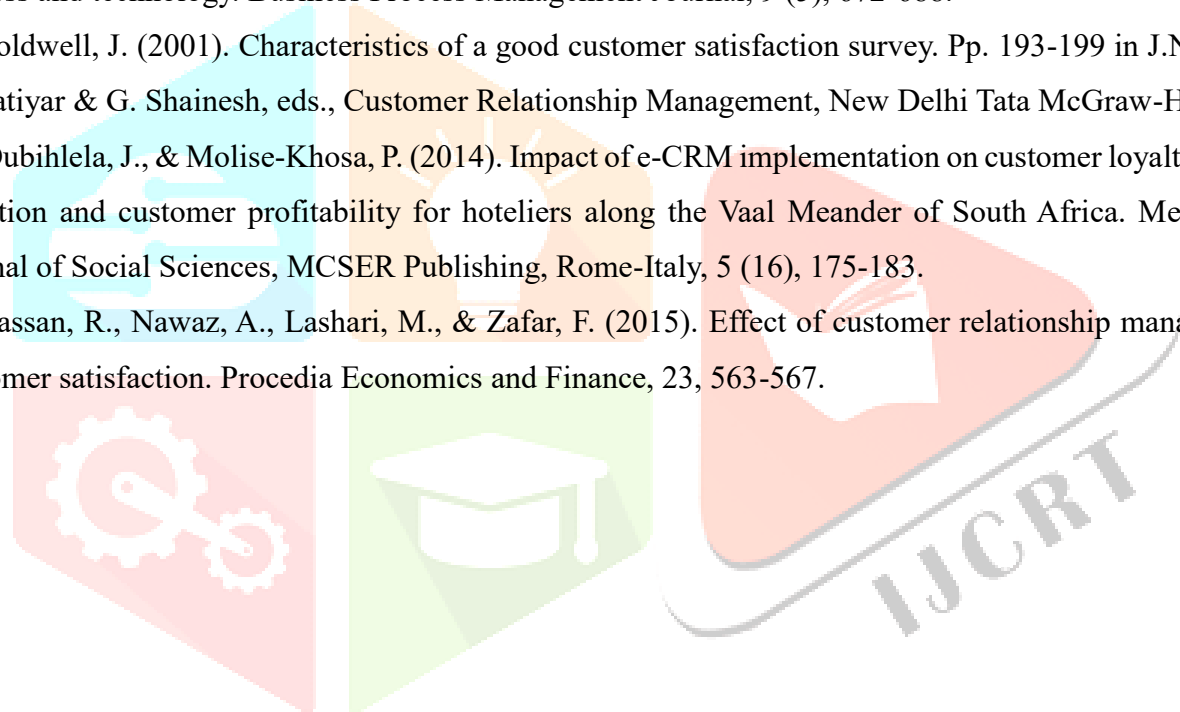 ss and technology. Business Process Management Journal, 9 (5), 672-688.
oldwell, J. (2001). Characteristics of a good customer satisfaction survey. Pp. 193-199 in J.N
atiyar & G. Shainesh, eds., Customer Relationship Management, New Delhi Tata McGraw-H
Dubihlela, J., & Molise-Khosa, P. (2014). Impact of e-CRM implementation on customer loyalt
tion and customer profitability for hoteliers along the Vaal Meander of South Africa. Me
nal of Social Sciences, MCSER Publishing, Rome-Italy, 5 (16), 175-183.
assan, R., Nawaz, A., Lashari, M., & Zafar, F. (2015). Effect of customer relationship mana
omer satisfaction. Procedia Economics and Finance, 23, 563-567.
IJCRT